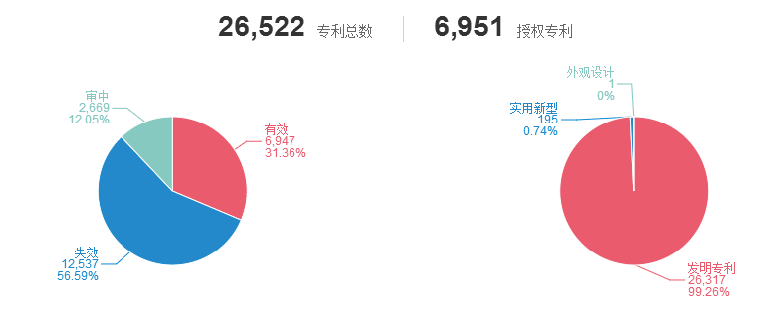 26,522 专利总数
6,951 授权专利
审中
2,669
12.05%
有效
6,947
31.36%
失效
12,537
56.59%
外观设计
1
0%
实用新型
195
0.74%
发明专利
26,317
99.26%